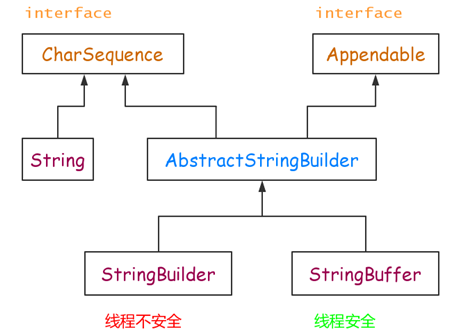 interface
interface
CharSequence
Appendable
String
AbstractStringBuilder
StringBuilder
StringBuffer
线程不安全
线程安全